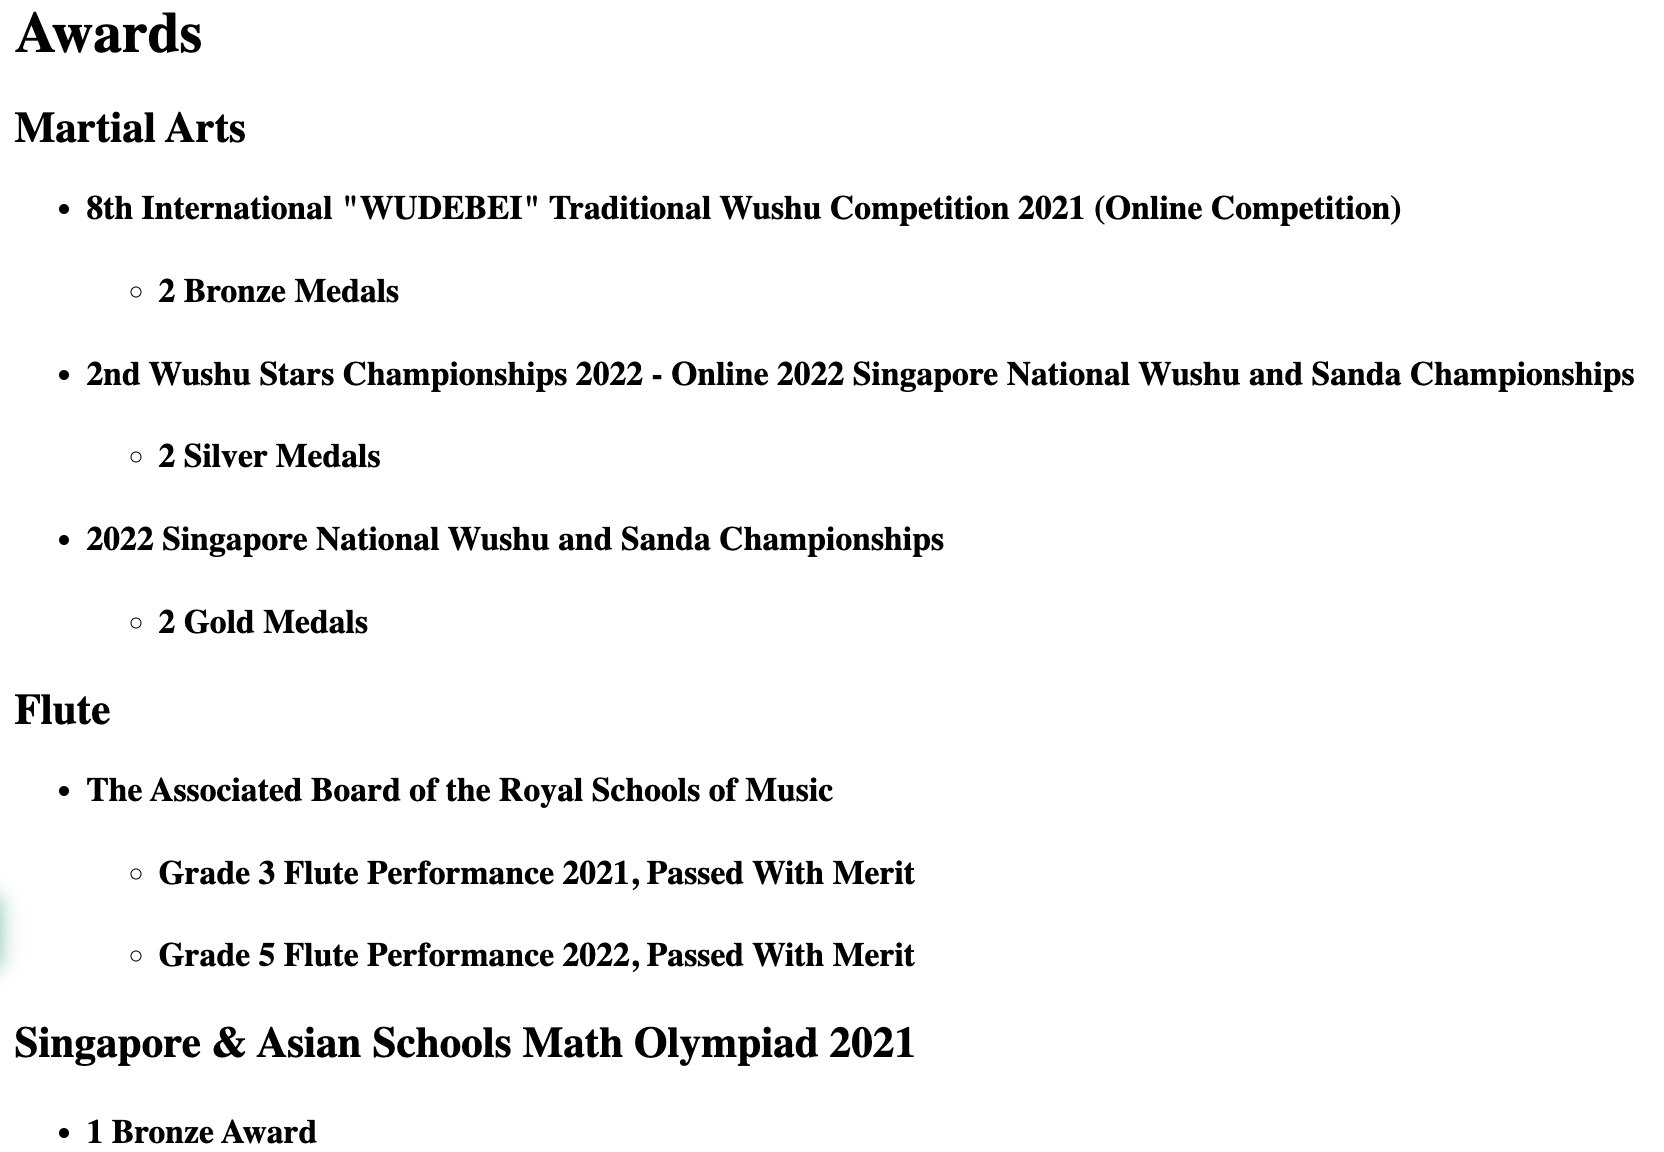 Awards
Martial Arts
8th International "WUDEBEI" Traditional Wushu Competition 2021 (Online Competition)
2 Bronze Medals
2nd Wushu Stars Championships 2022 - Online 2022 Singapore National Wushu and Sanda Championships
2 Silver Medals
2022 Singapore National Wushu and Sanda Championships
2 Gold Medals
Flute
The Associated Board of the Royal Schools of Music
Grade 3 Flute Performance 2021, Passed With Merit
Grade 5 Flute Performance 2022, Passed With Merit
Singapore & Asian Schools Math Olympiad 2021
1 Bronze Award